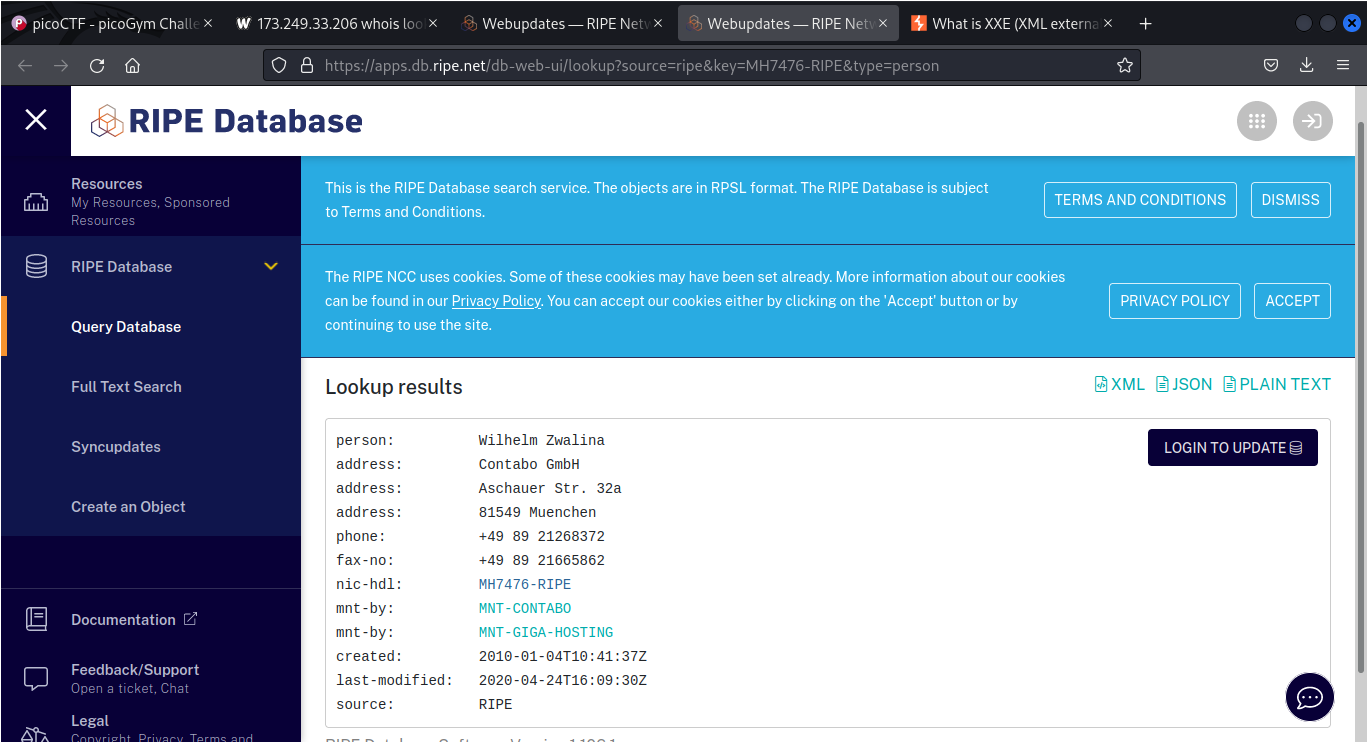 picoCTF - picoGym Challe
173.249.33.206 whois loo
Webupdates — RIPE Netw
Webupdates — RIPE Netw
What is XXE (XML externa
https://apps.db.ripe.net/db-web-ui/lookup?source=ripe&key=MH7476-RIPE&type=person
RIPE Database
Resources
My Resources, Sponsored
Resources
RIPE Database
Query Database
Full Text Search
Syncupdates
Create an Object
Documentation
Feedback/Support
Open a ticket, Chat
Legal
Copyright, Privacy, Terms and
This is the RIPE Database search service. The objects are in RPSL format. The RIPE Database is subject
to Terms and Conditions.
TERMS AND CONDITIONS
DISMISS
The RIPE NCC uses cookies. Some of these cookies may have been set already. More information about our cookies
can be found in our Privacy Policy. You can accept our cookies either by clicking on the 'Accept' button or by
continuing to use the site.
PRIVACY POLICY
ACCEPT
Lookup results
XML JSON PLAIN TEXT
LOGIN TO UPDATE
person: Wilhelm Zwalina
address: Contabo GmbH
address: Aschauer Str. 32a
address: 81549 Muenchen
phone: +49 89 21268372
fax-no: +49 89 21665862
nic-hdl: MH7476-RIPE
mnt-by: MNT-CONTABO
mnt-by: MNT-GIGA-HOSTING
created: 2010-01-04T10:41:37Z
last-modified: 2020-04-24T16:09:30Z
source: RIPE
RIPE Database Software Version